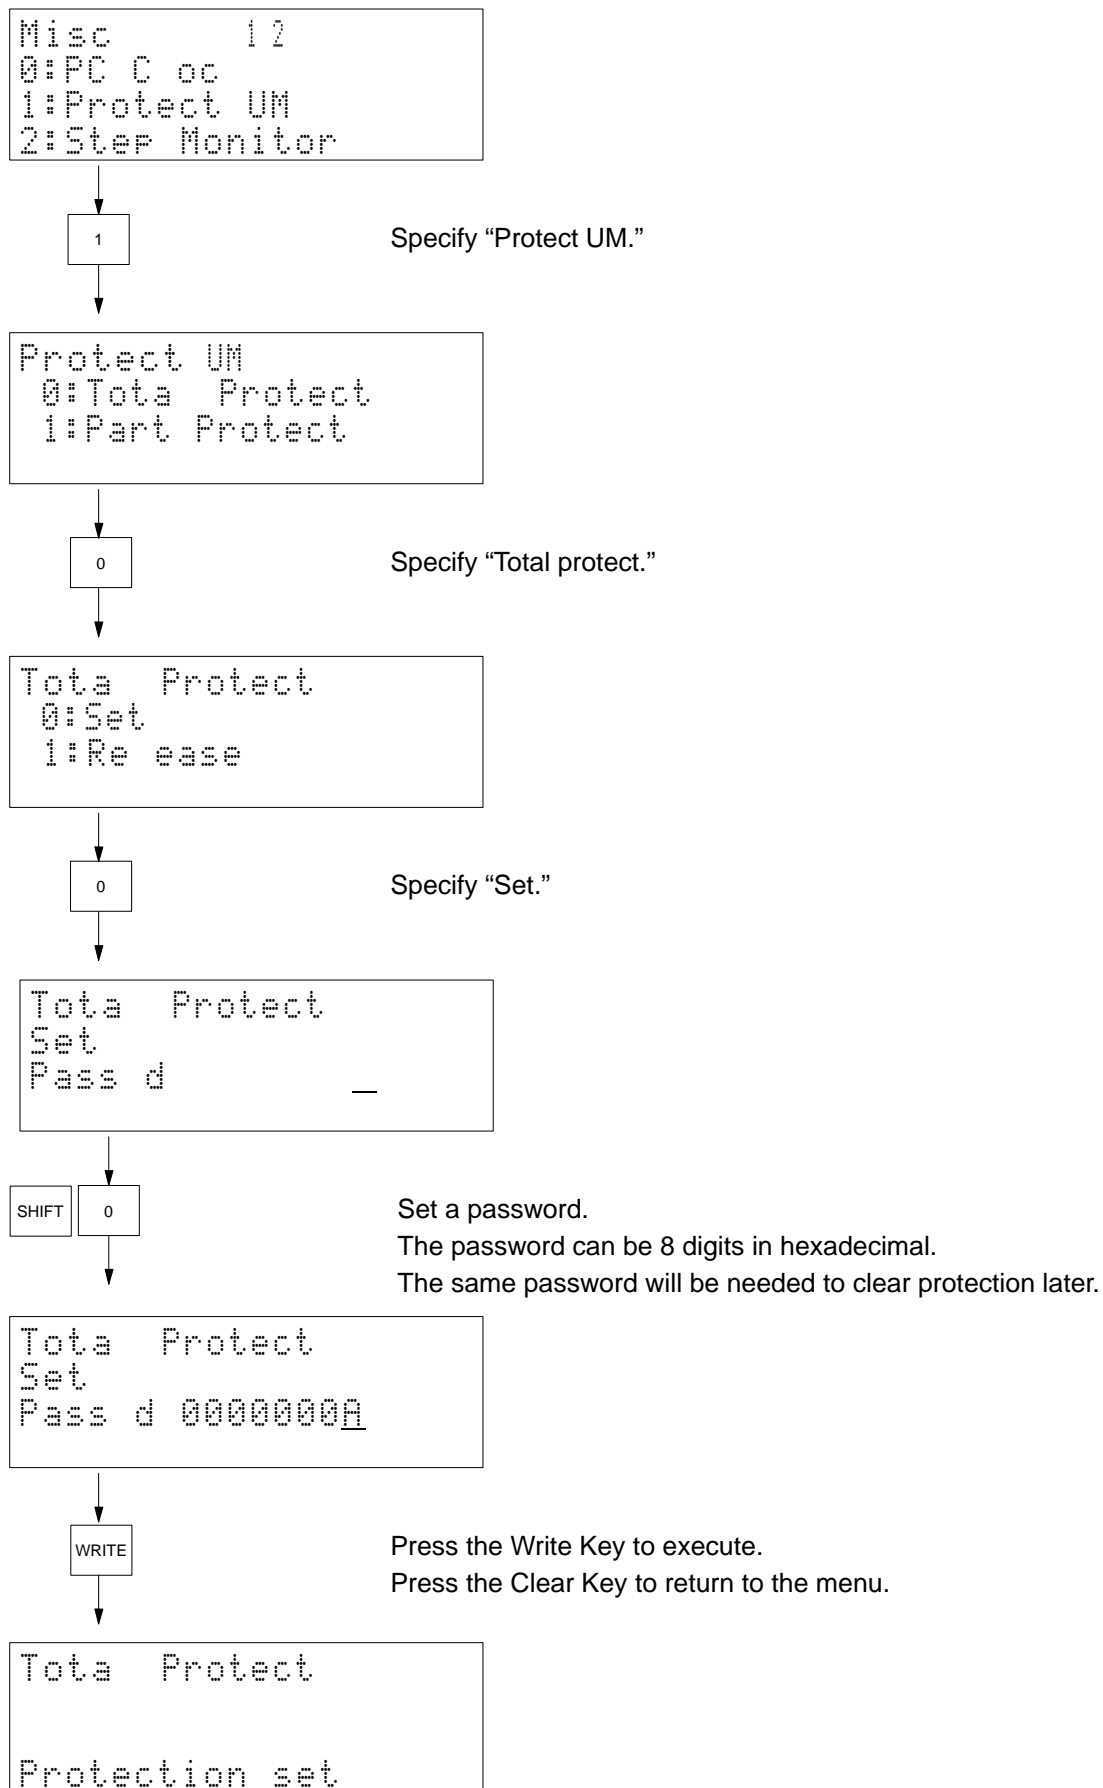 Misc 1 2
0:PC C oc
1:Protect UM
2:Step Monitor
1
Specify “Protect UM.”
Protect UM
0:Tota Protect
1:Part Protect
0
Specify “Total protect.”
Tota Protect
0:Set
1:Re ease
0
Specify “Set.”
Tota Protect
Set
Pass d _
SHIFT 0
Set a password.
The password can be 8 digits in hexadecimal.
The same password will be needed to clear protection later.
Tota Protect
Set
Pass d 0000000A
WRITE
Press the Write Key to execute.
Press the Clear Key to return to the menu.
Tota Protect
Protection set